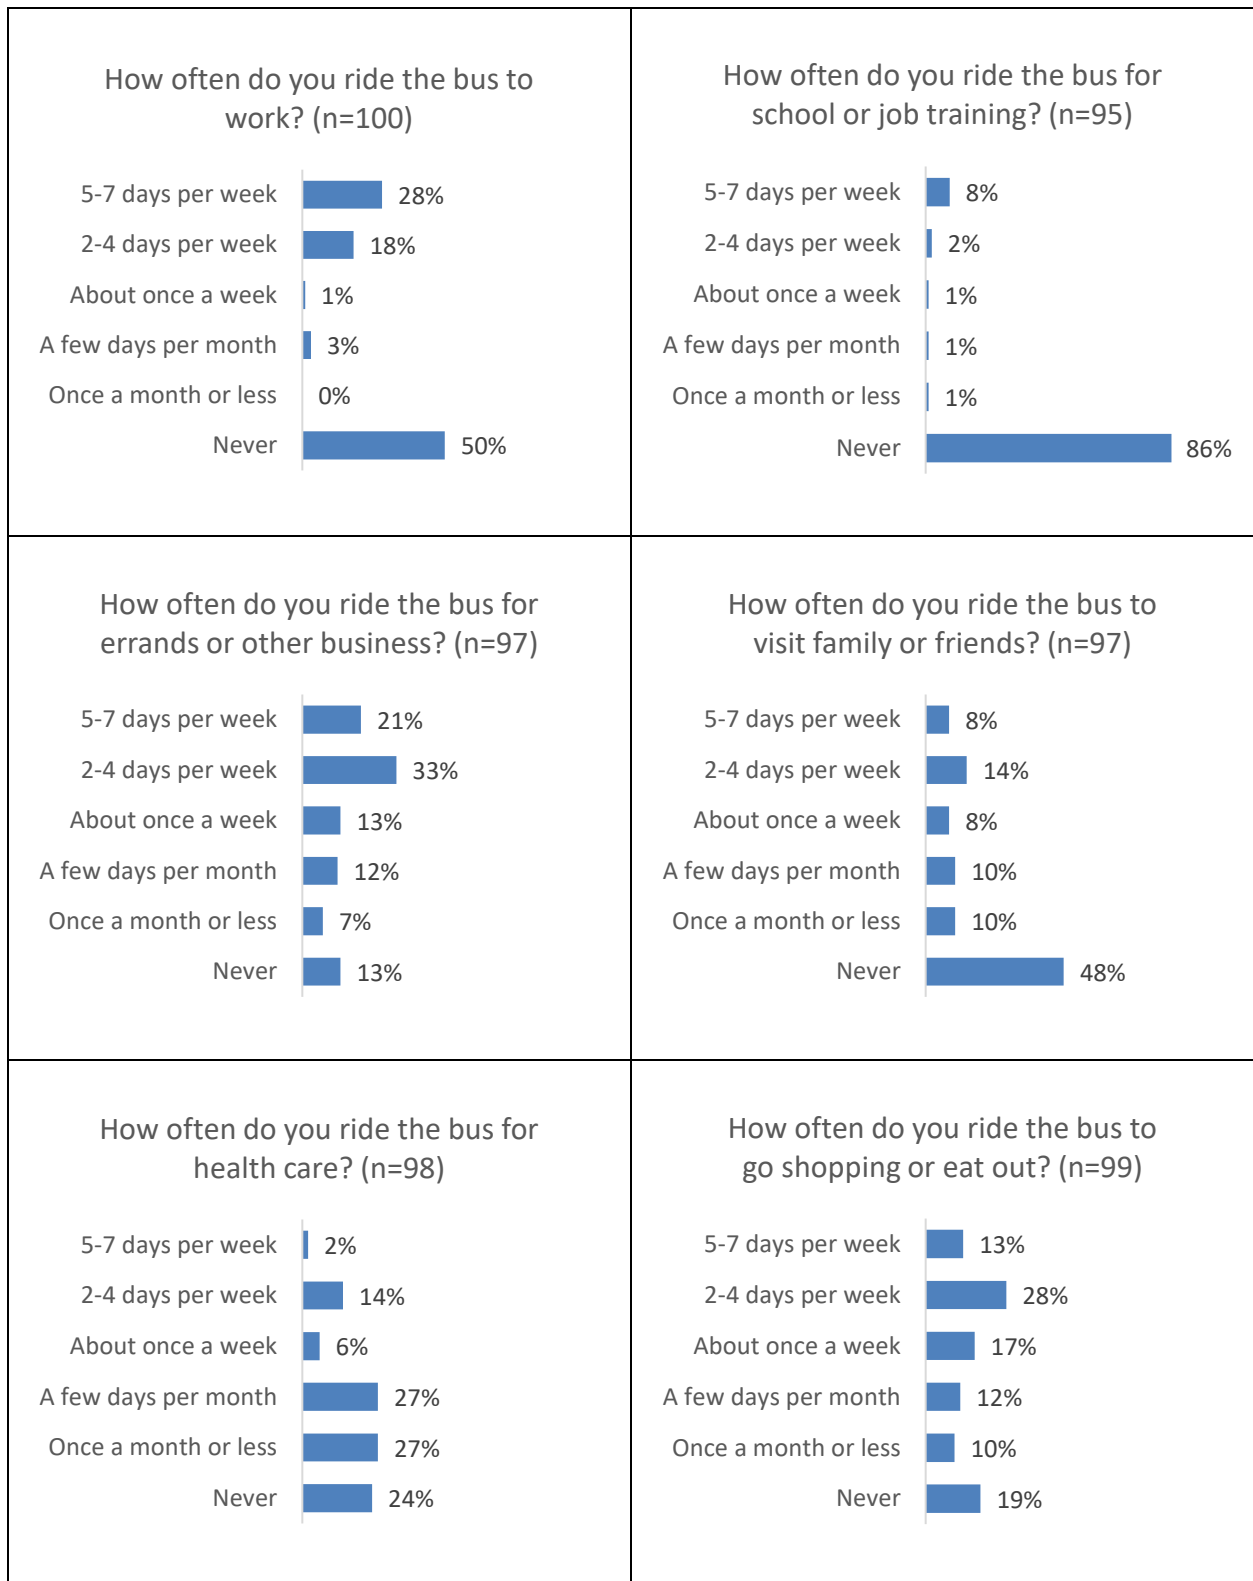 How often do you ride the bus to
work? (n=100)
5-7 days per week 28%
2-4 days per week 18%
About once a week 1%
A few days per month 3%
Once a month or less 0%
Never 50%
How often do you ride the bus for
school or job training? (n=95)
5-7 days per week 8%
2-4 days per week 2%
About once a week 1%
A few days per month 1%
Once a month or less 1%
Never 86%
How often do you ride the bus for
errands or other business? (n=97)
5-7 days per week 21%
2-4 days per week 33%
About once a week 13%
A few days per month 12%
Once a month or less 7%
Never 13%
How often do you ride the bus to
visit family or friends? (n=97)
5-7 days per week 8%
2-4 days per week 14%
About once a week 8%
A few days per month 10%
Once a month or less 10%
Never 48%
How often do you ride the bus for
health care? (n=98)
5-7 days per week 2%
2-4 days per week 14%
About once a week 6%
A few days per month 27%
Once a month or less 27%
Never 24%
How often do you ride the bus to
go shopping or eat out? (n=99)
5-7 days per week 13%
2-4 days per week 28%
About once a week 17%
A few days per month 12%
Once a month or less 10%
Never 19%